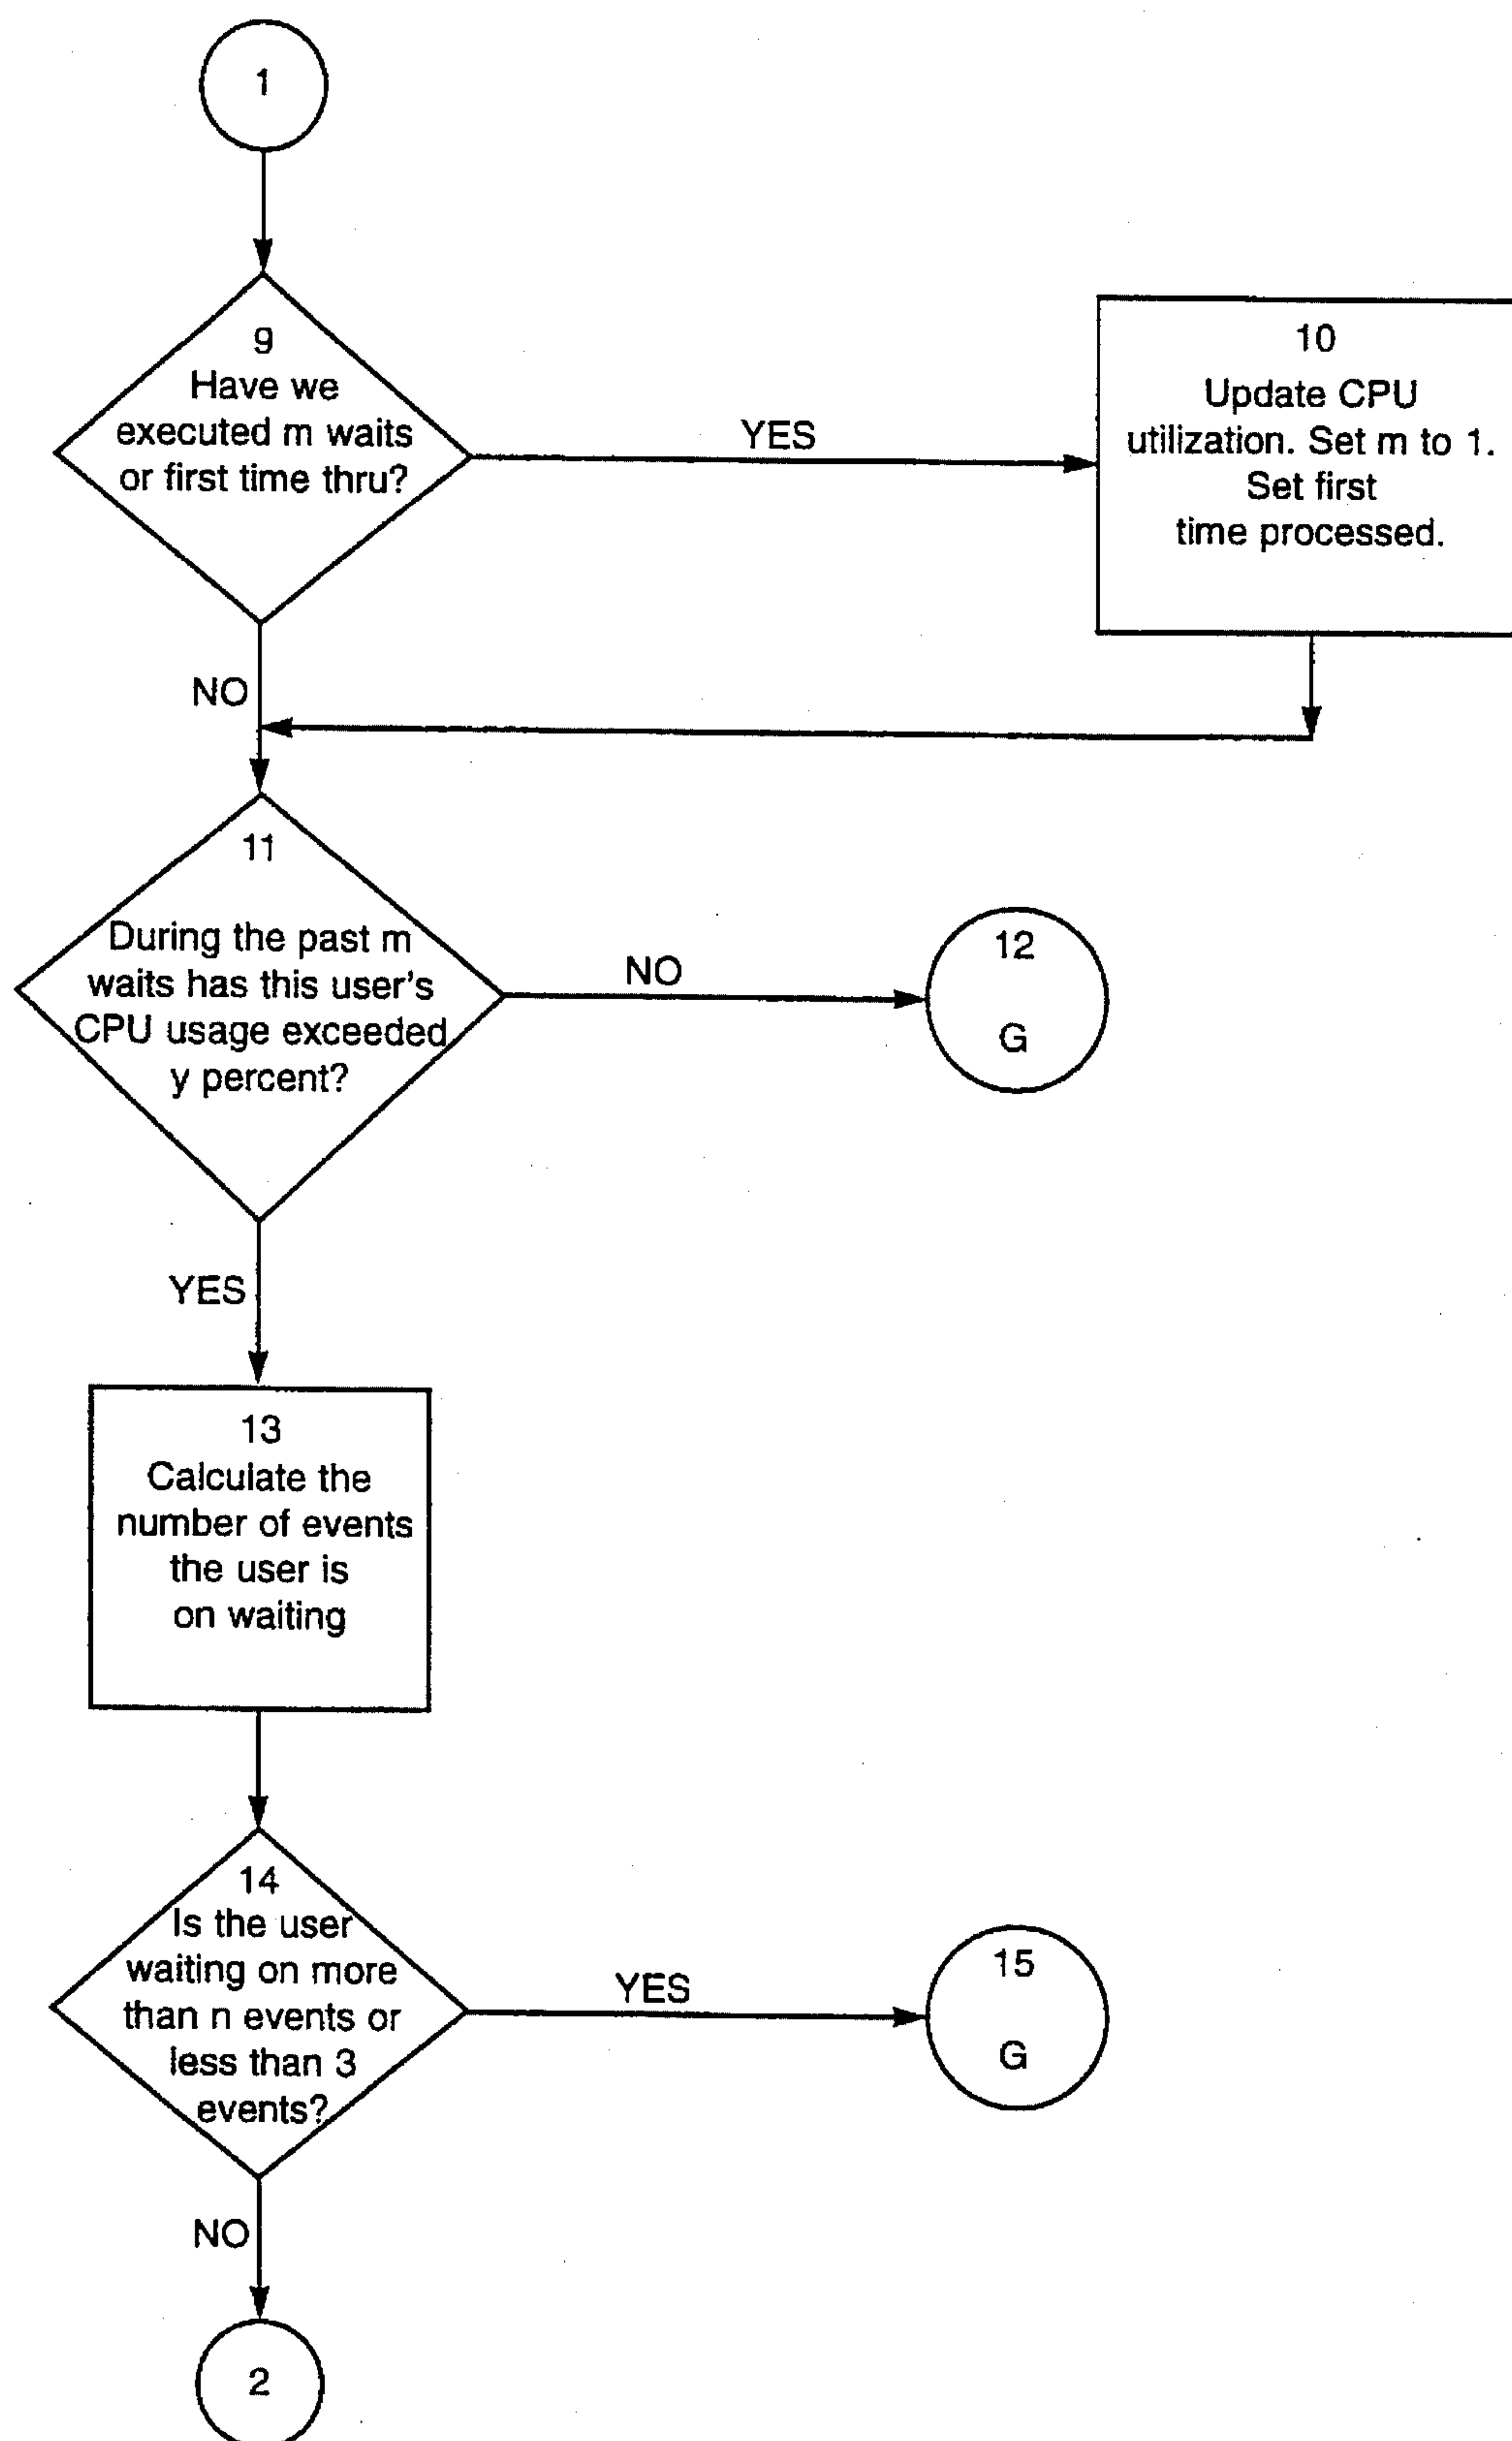 1
9
Have we
executed m waits
or first time thru?
YES
10
Update CPU
utilization. Set m to 1.
Set first
time processed.
NO
11
During the past m
waits has this user's
CPU usage exceeded
y percent?
NO
12
G
YES
13
Calculate the
number of events
the user is
on waiting
14
Is the user
waiting on more
than n events or
less than 3
events?
YES
15
G
NO
2